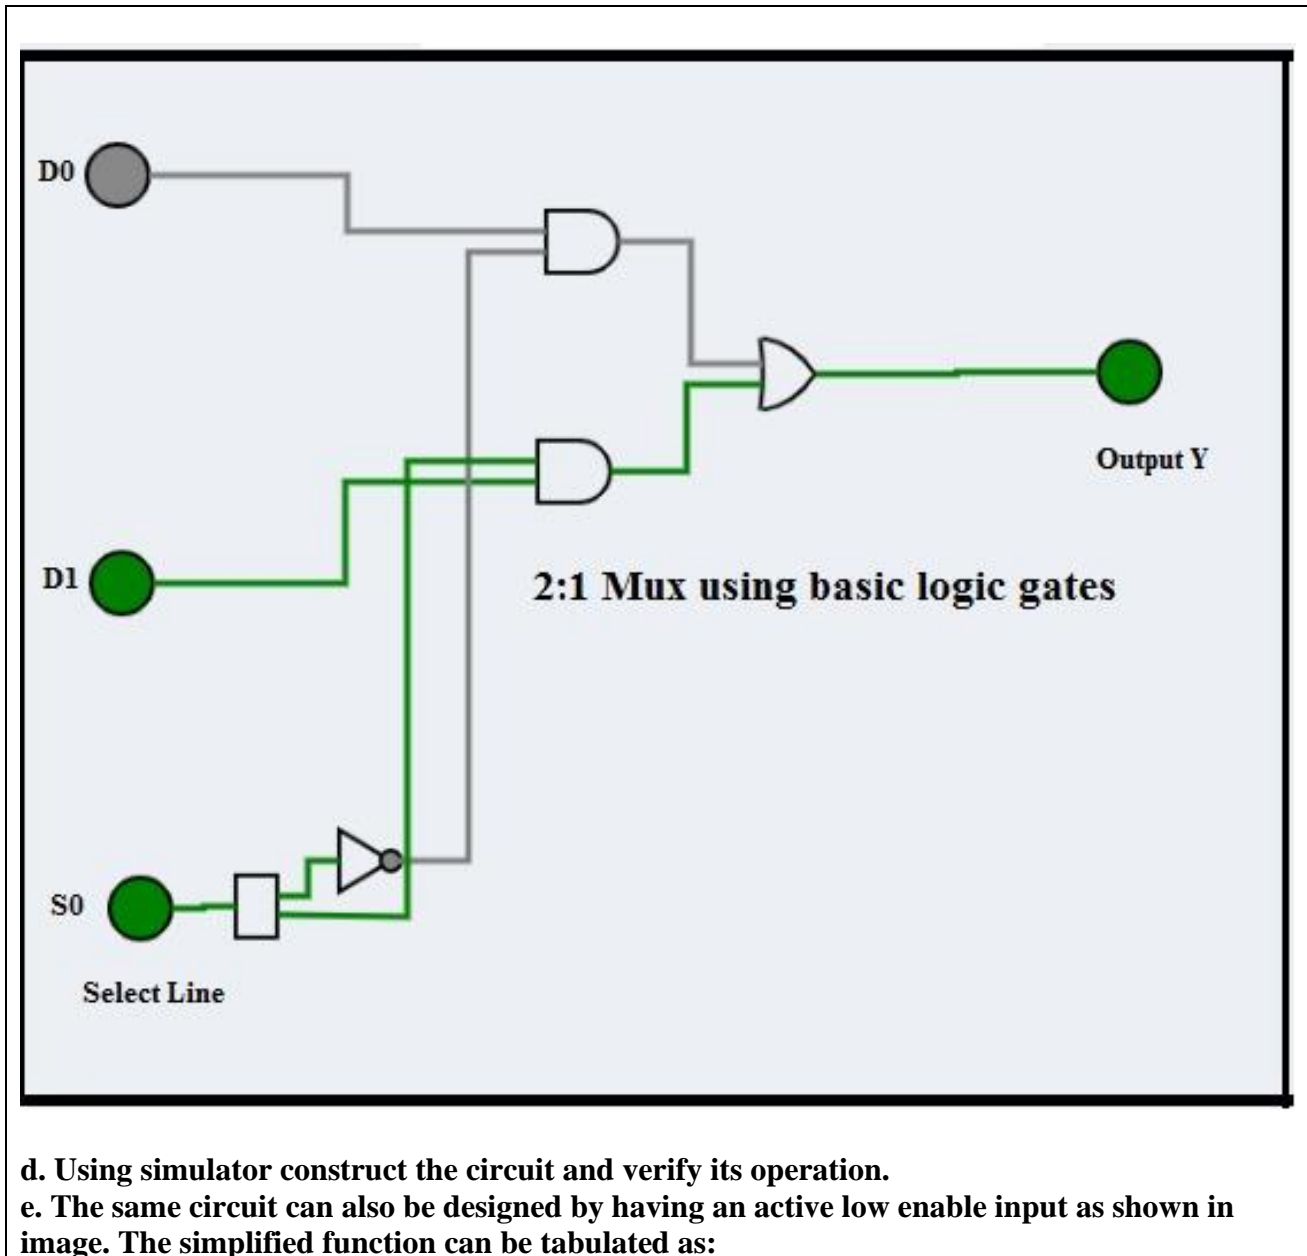 D0
Output Y
D1
2:1 Mux using basic logic gates
S0
Select Line
d. Using simulator construct the circuit and verify its operation.
e. The same circuit can also be designed by having an active low enable input as shown in
image. The simplified function can be tabulated as: